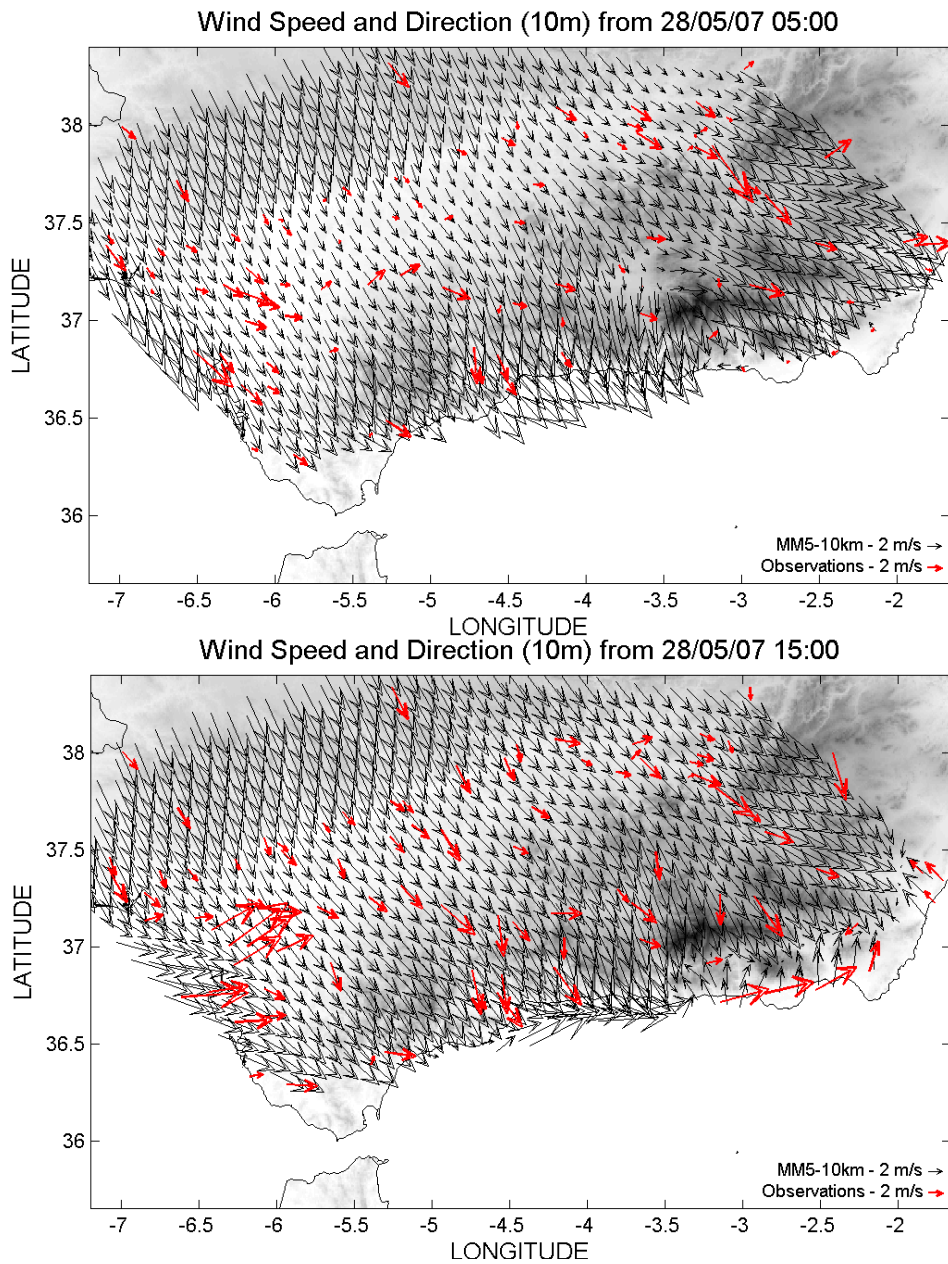 Wind Speed and Direction (10m) from 28/05/07 05:00
38
37.5
37
36.5
36
LATITUDE
MM5-10km - 2 m/s
Observations - 2 m/s
-7 -6.5 -6 -5.5 -5 -4.5 -4 -3.5 -3 -2.5 -2
LONGITUDE
Wind Speed and Direction (10m) from 28/05/07 15:00
38
37.5
37
36.5
36
LATITUDE
MM5-10km - 2 m/s
Observations - 2 m/s
-7 -6.5 -6 -5.5 -5 -4.5 -4 -3.5 -3 -2.5 -2
LONGITUDE